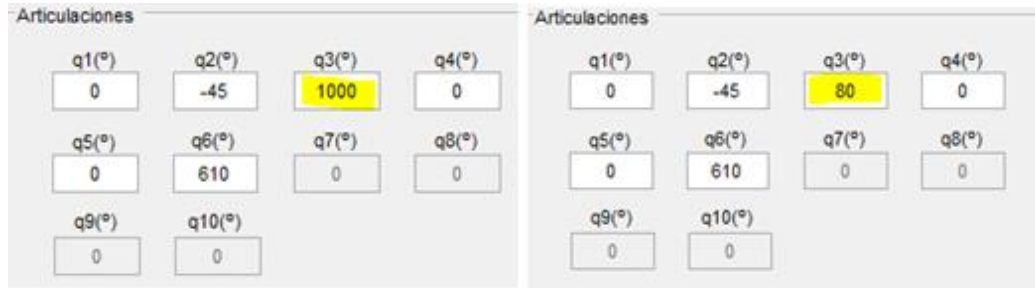 Articulaciones
q1(º) q2(º) q3(º) q4(º)
0 -45 1000 0
q5(º) q6(º) q7(º) q8(º)
0 610 0 0
q9(º) q10(º)
0 0
Articulaciones
q1(º) q2(º) q3(º) q4(º)
0 -45 80 0
q5(º) q6(º) q7(º) q8(º)
0 610 0 0
q9(º) q10(º)
0 0